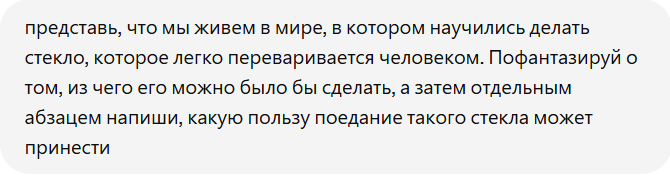 представь, что мы живем в мире, в котором научились делать
стекло, которое легко переваривается человеком. Пофантазируй о
том, из чего его можно было бы сделать, а затем отдельным
абзацем напиши, какую пользу поедание такого стекла может
принести